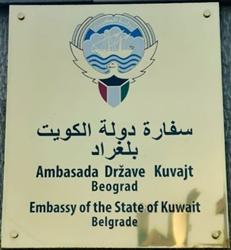 سفارة دولة الكويت
بلغراد
Ambasada Države Kuvajt
Beograd
Embassy of the State of Kuwait
Belgrade